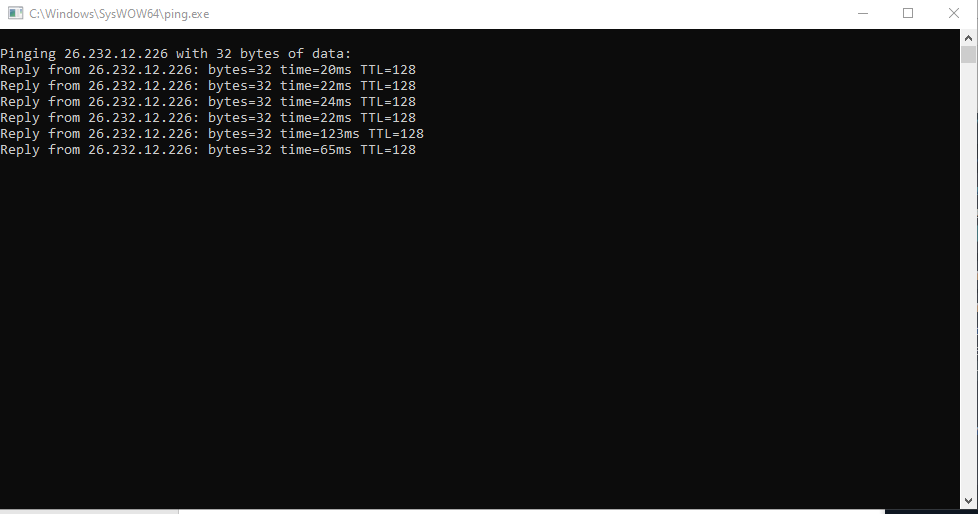 C:\Windows\SysWOW64\ping.exe
Pinging 26.232.12.226 with 32 bytes of data:
Reply from 26.232.12.226: bytes=32 time=20ms TTL=128
Reply from 26.232.12.226: bytes=32 time=22ms TTL=128
Reply from 26.232.12.226: bytes=32 time=24ms TTL=128
Reply from 26.232.12.226: bytes=32 time=22ms TTL=128
Reply from 26.232.12.226: bytes=32 time=123ms TTL=128
Reply from 26.232.12.226: bytes=32 time=65ms TTL=128